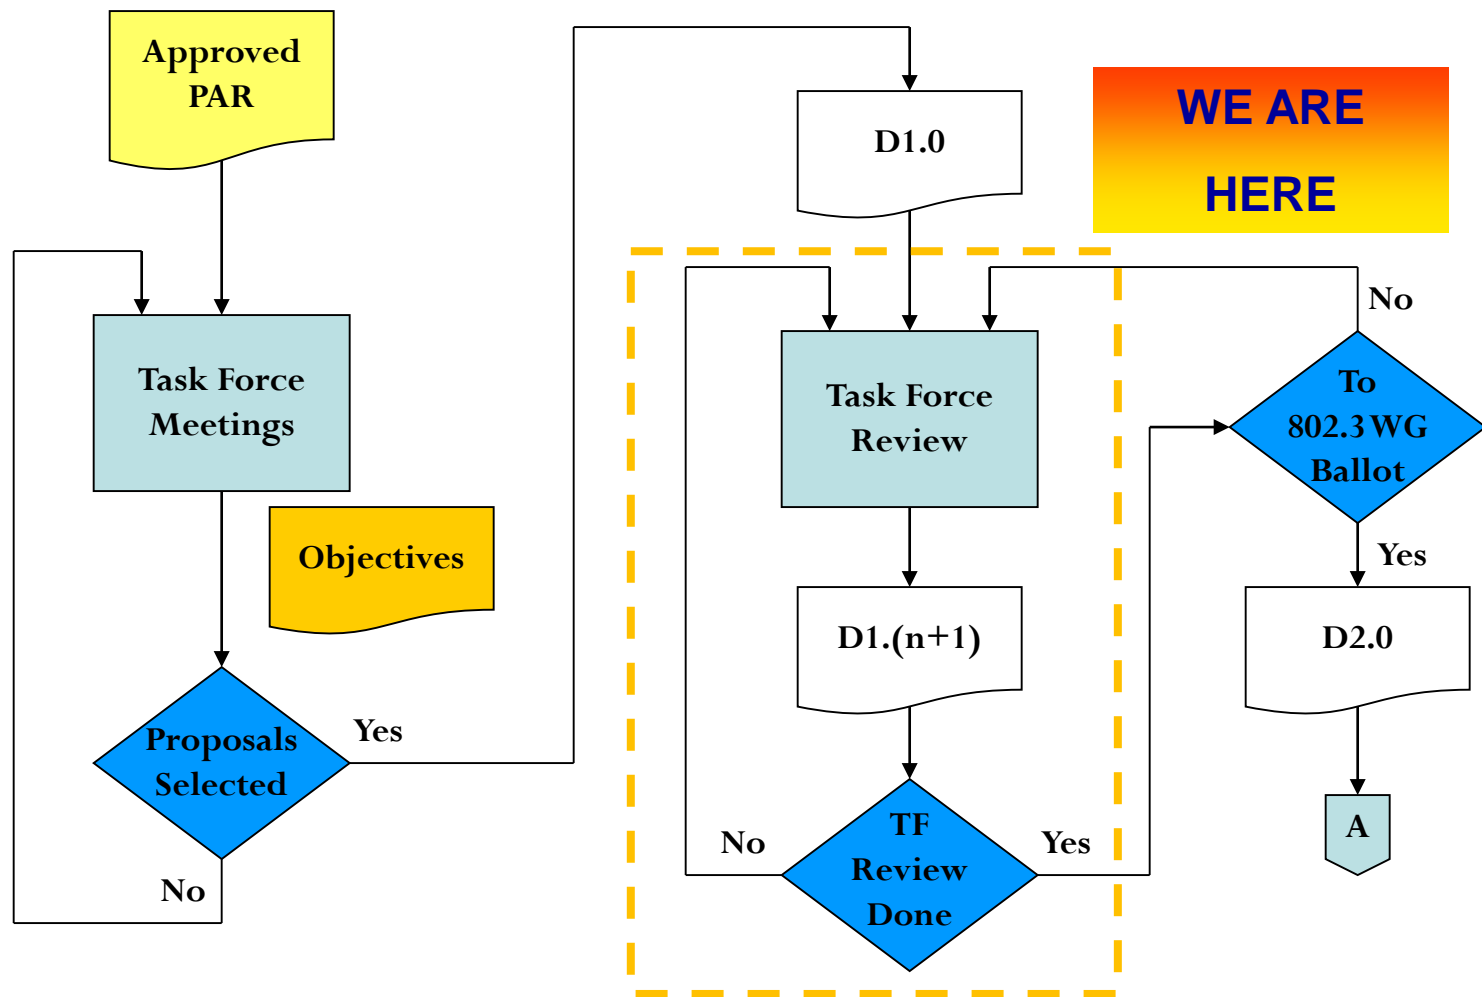 Approved
PAR
Task Force
Meetings
Objectives
Proposals
Selected
Yes
No
D1.0
WE ARE
HERE
Task Force
Review
D1.(n+1)
TF
Review
Done
No
Yes
To
802.3 WG
Ballot
No
Yes
D2.0
A